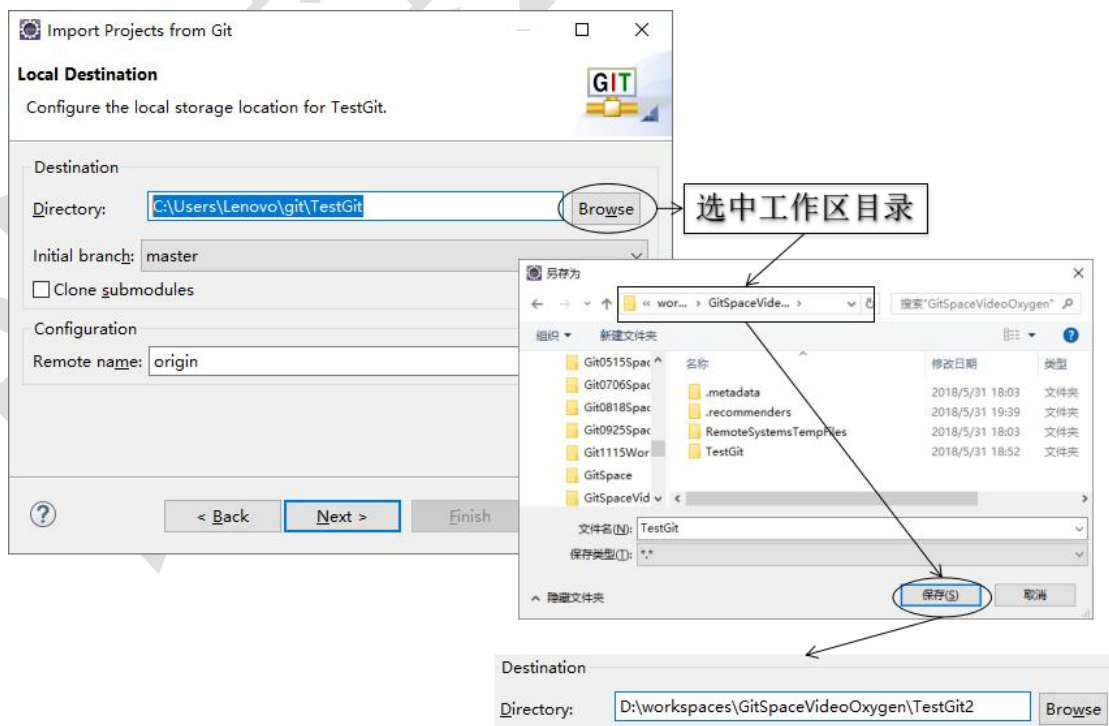 Import Projects from Git
Local Destination
Configure the local storage location for TestGit.
GIT
Destination
Directory: C:\Users\Lenovo\git\TestGit Browse
选中工作区目录
Initial branch: master
Clone submodules
Configuration
Remote name: origin
< Back Next > Finish
另存为
« wor... › GitSpaceVide... › 搜索"GitSpaceVideoOxygen"
组织 新建文件夹
名称 修改日期 类型
Git0515Spac
Git0706Spac
Git0818Spac
Git0925Spac
Git1115Wor
GitSpace
GitSpaceVid
.metadata 2018/5/31 18:03 文件夹
.recommenders 2018/5/31 19:39 文件夹
RemoteSystemsTempFiles 2018/5/31 18:03 文件夹
TestGit 2018/5/31 18:52 文件夹
文件名(N): TestGit
保存类型(T): *.*
隐藏文件夹 保存(S) 取消
Destination
Directory: D:\workspaces\GitSpaceVideoOxygen\TestGit2 Browse